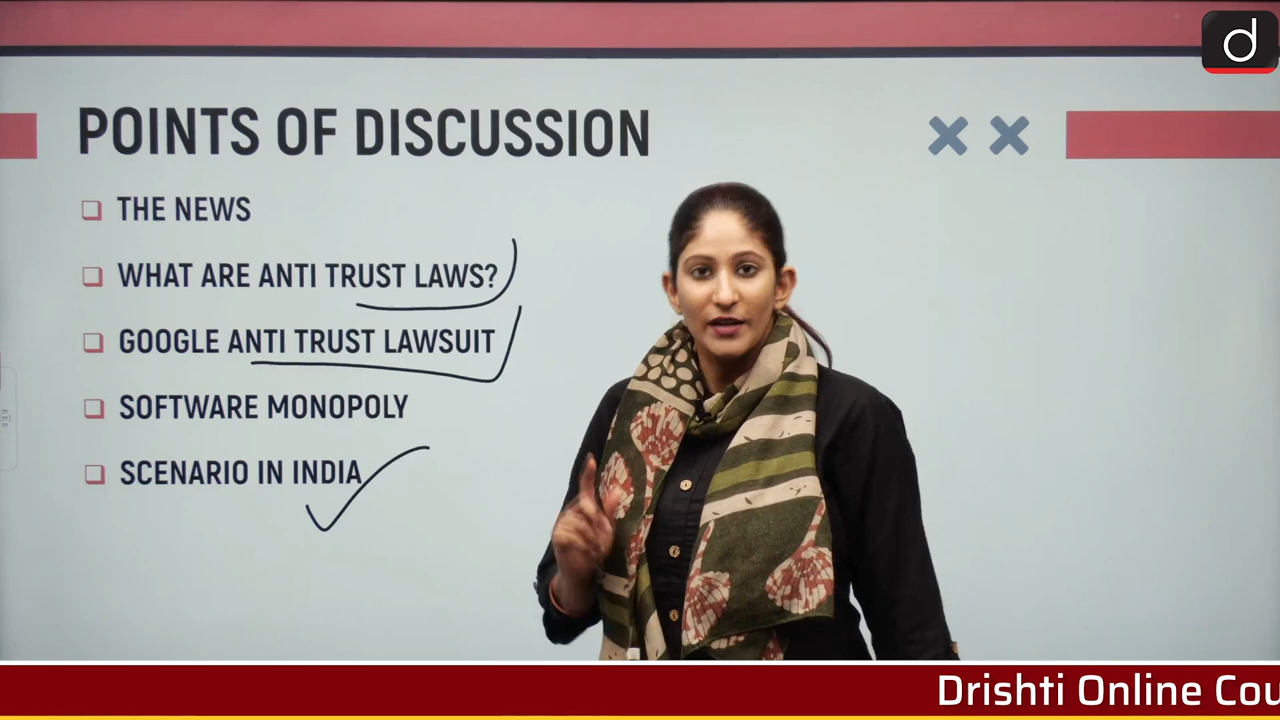 d
POINTS OF DISCUSSION
THE NEWS
WHAT ARE ANTI TRUST LAWS?
GOOGLE ANTI TRUST LAWSUIT
SOFTWARE MONOPOLY
SCENARIO IN INDIA
Drishti Online Cou